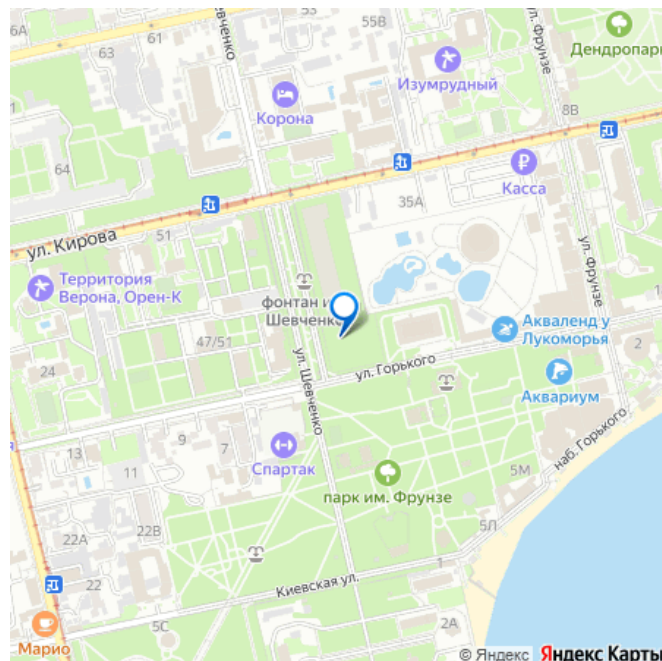 63
61
53
55В
Дендропарк
Изумрудный
ул. Фрунзе
Корона
8В
64
Касса
35А
ул. Кирова
51
ул. Фрунзе
Территория
Верона, Орен-К
фонтан и
Шевченко
Акваленд у
Лукоморья
24
47/51
2
ул. Шевченко
ул. Горького
Аквариум
9
7
13
11
Спартак
наб. Горького
5М
парк им. Фрунзе
22В
5Л
22А
22
Киевская ул.
1
5С
2А
Марио
© Яндекс Яндекс Карты